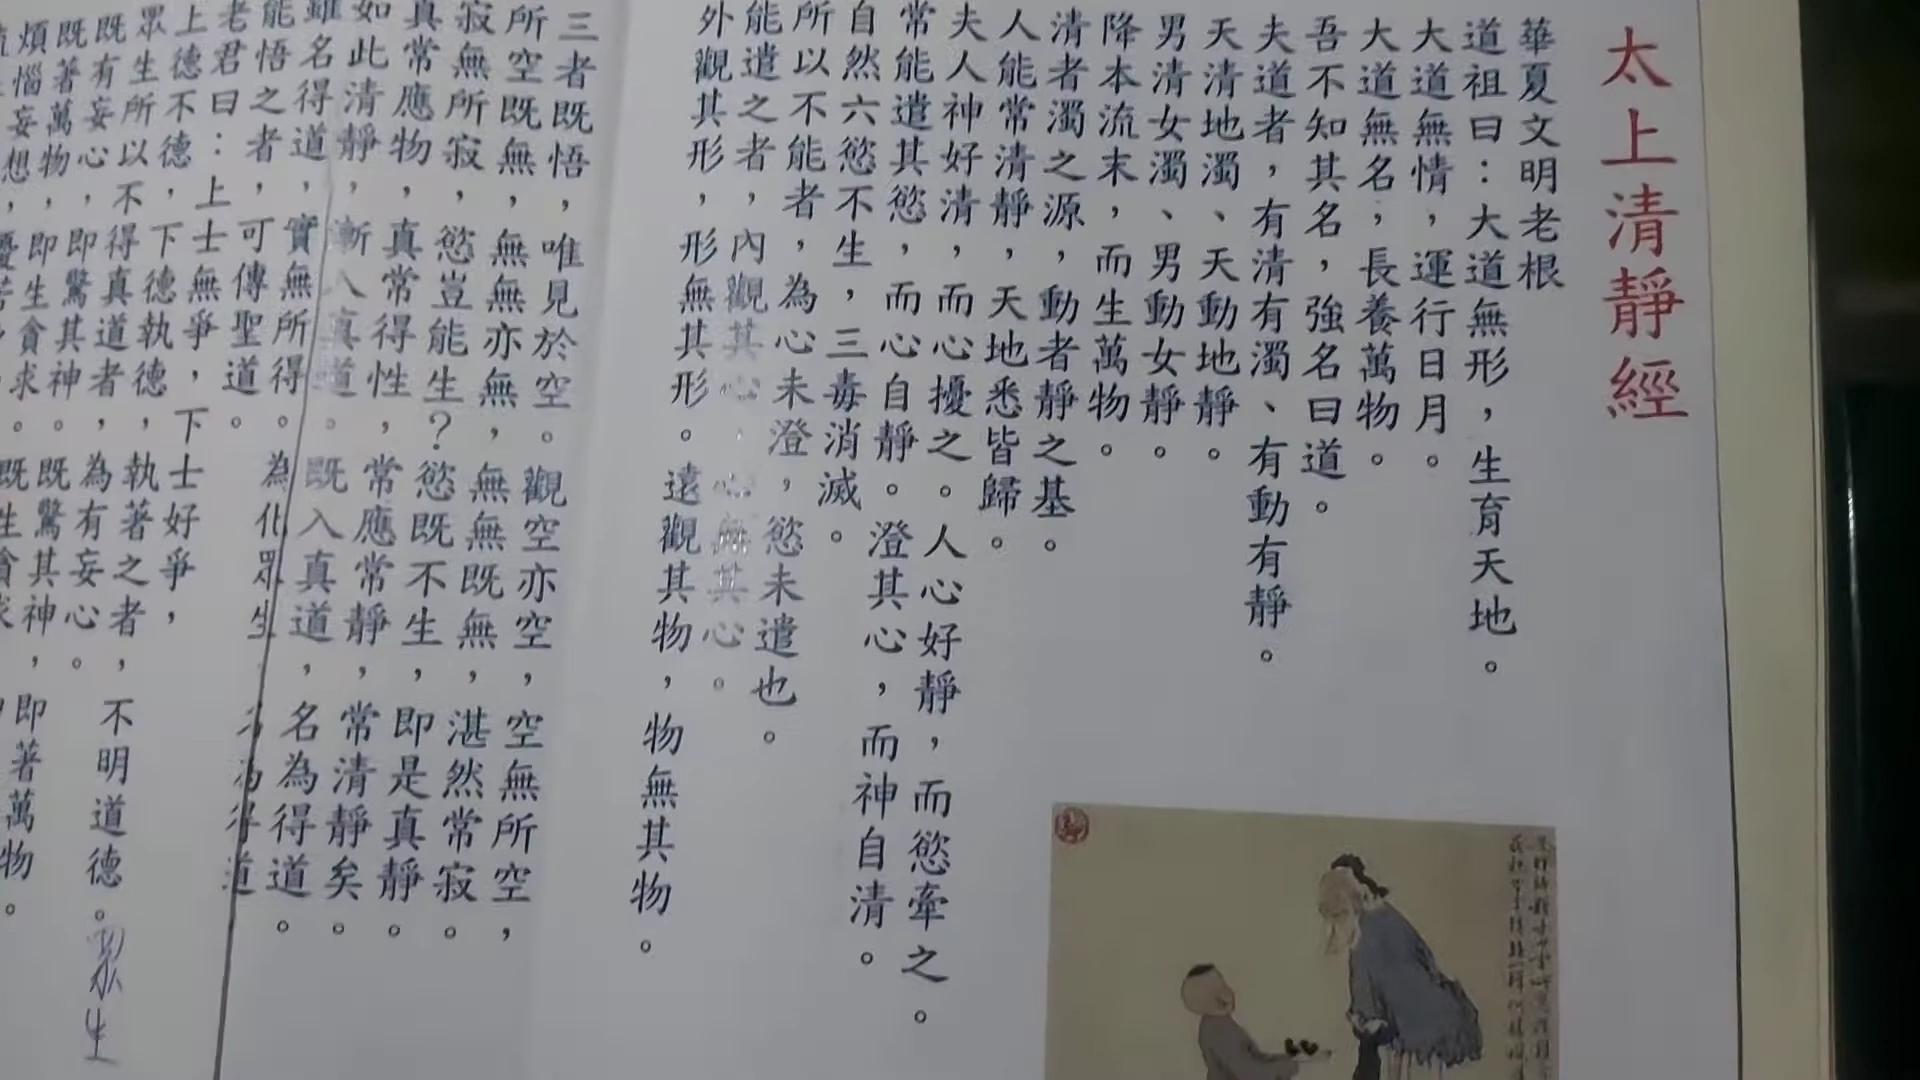 太上清靜經
華夏文明老根
道祖曰：大道無形，生育天地。
大道無情，運行日月。
大道無名，長養萬物。
吾不知其名，強名曰道。
夫道者，有清有濁、有動有靜。
天清地濁、天動地靜。
男清女濁、男動女靜。
降本流末，而生萬物。
清者濁之源，動者靜之基。
人能常清靜，天地悉皆歸。
夫人神好清，而心擾之。人心好靜，而慾牽之。
常能遣其慾，而心自靜。澄其心，而神自清。
自然六慾不生，三毒消滅。
所以不能者，為心未澄，慾未遣也。
能遣之者，內觀其心，心無其心。
外觀其形，形無其形。遠觀其物，物無其物。
三者既悟，唯見於空。觀空亦空，空無所空，
所空既無，無無亦無，無無既無，湛然常寂。
寂無所寂，慾豈能生？慾既不生，即是真靜。
真常應物，真常得性，常應常靜，常清靜矣。
如此清靜，漸入真道。既入真道，名為得道。
雖名得道，實無所得。為化眾生，名為得道
能悟之者，可傳聖道。
老君曰：上士無爭，下士好爭，
上德不德，下德執德，執著之者，不明道德。
眾生所以不得真道者，為有妄心。
眾生
既有妄心，即驚其神，既驚其神，即著萬物。
既著萬物，即生貪求。既生貪求，
煩惱妄想，憂苦